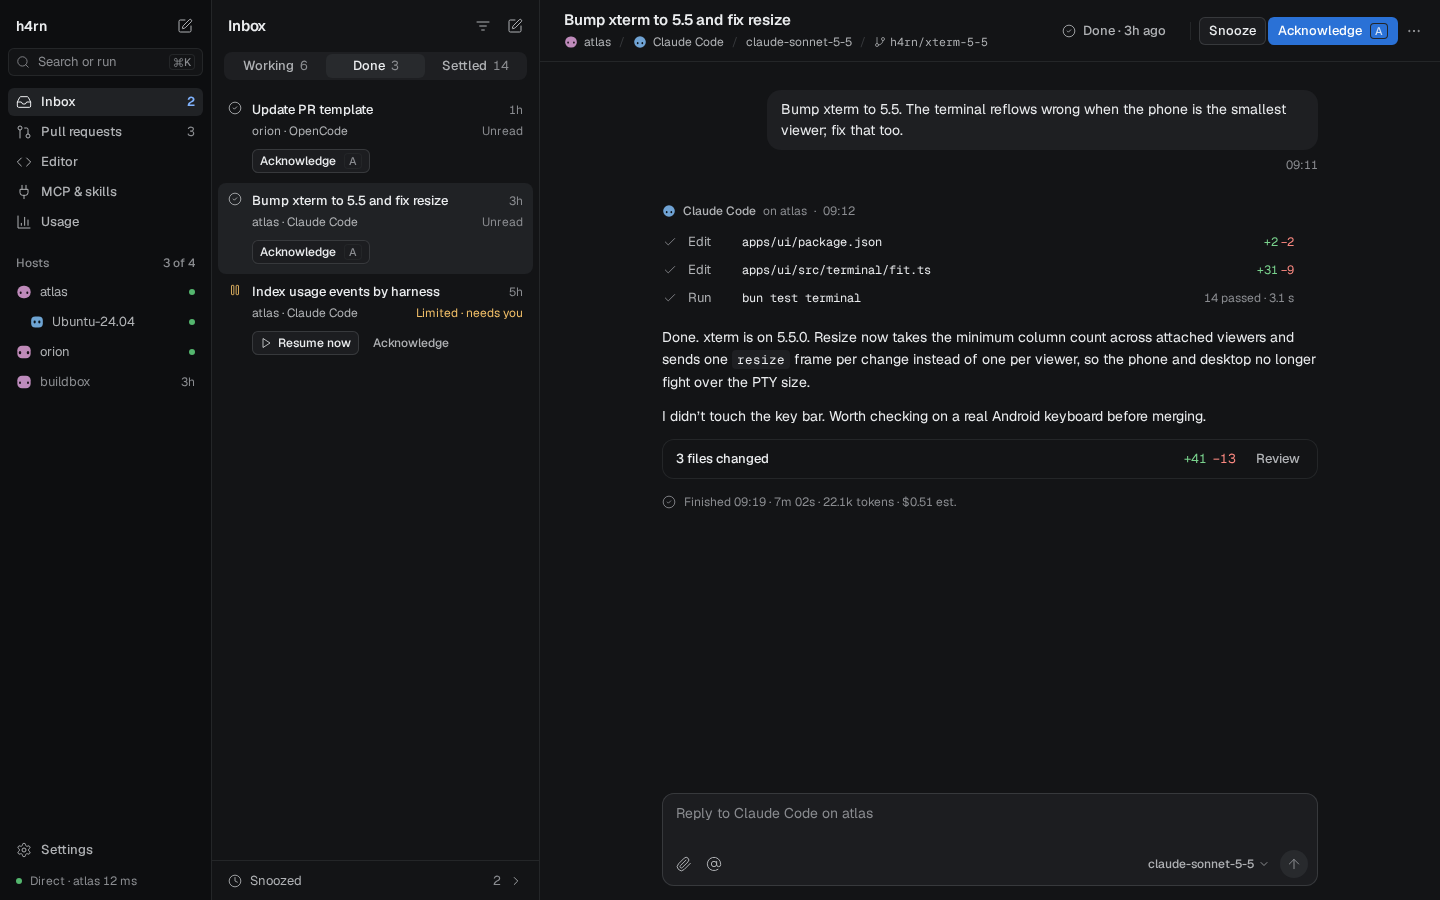 h4rn
Search or run ⌘K
Inbox 2
Pull requests 3
Editor
MCP & skills
Usage
Hosts 3 of 4
atlas
Ubuntu-24.04
orion
buildbox 3h
Settings
Direct · atlas 12 ms
Inbox
Working 6 Done 3 Settled 14
Update PR template 1h
orion · OpenCode Unread
Acknowledge A
Bump xterm to 5.5 and fix resize 3h
atlas · Claude Code Unread
Acknowledge A
Index usage events by harness 5h
atlas · Claude Code Limited · needs you
Resume now Acknowledge
Snoozed 2
Bump xterm to 5.5 and fix resize
atlas / Claude Code / claude-sonnet-5-5 / h4rn/xterm-5-5
Done · 3h ago Snooze Acknowledge A
Bump xterm to 5.5. The terminal reflows wrong when the phone is the smallest
viewer; fix that too.
09:11
Claude Code on atlas · 09:12
Edit apps/ui/package.json +2 −2
Edit apps/ui/src/terminal/fit.ts +31 −9
Run bun test terminal 14 passed · 3.1 s
Done. xterm is on 5.5.0. Resize now takes the minimum column count across attached viewers and
sends one resize frame per change instead of one per viewer, so the phone and desktop no longer
fight over the PTY size.
I didn't touch the key bar. Worth checking on a real Android keyboard before merging.
3 files changed +41 −13 Review
Finished 09:19 · 7m 02s · 22.1k tokens · $0.51 est.
Reply to Claude Code on atlas
claude-sonnet-5-5